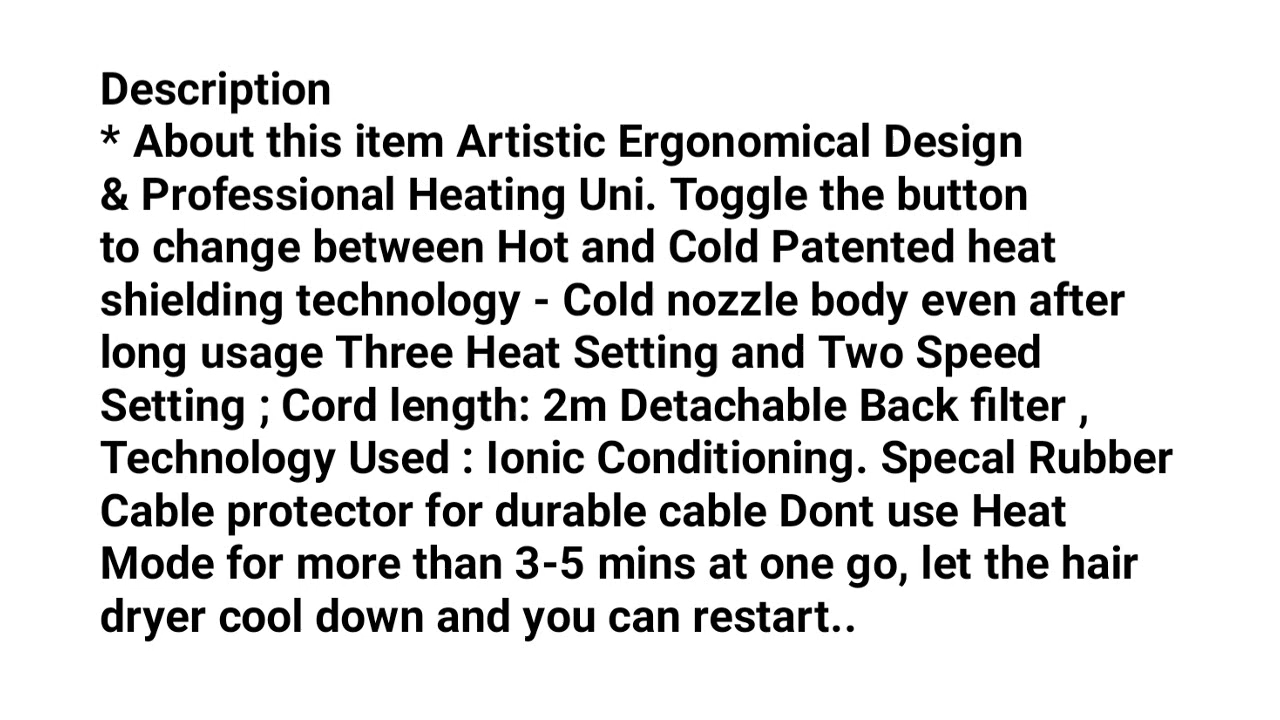 Description
* About this item Artistic Ergonomical Design
& Professional Heating Uni. Toggle the button
to change between Hot and Cold Patented heat
shielding technology - Cold nozzle body even after
long usage Three Heat Setting and Two Speed
Setting ; Cord length: 2m Detachable Back filter ,
Technology Used : Ionic Conditioning. Specal Rubber
Cable protector for durable cable Dont use Heat
Mode for more than 3-5 mins at one go, let the hair
dryer cool down and you can restart..